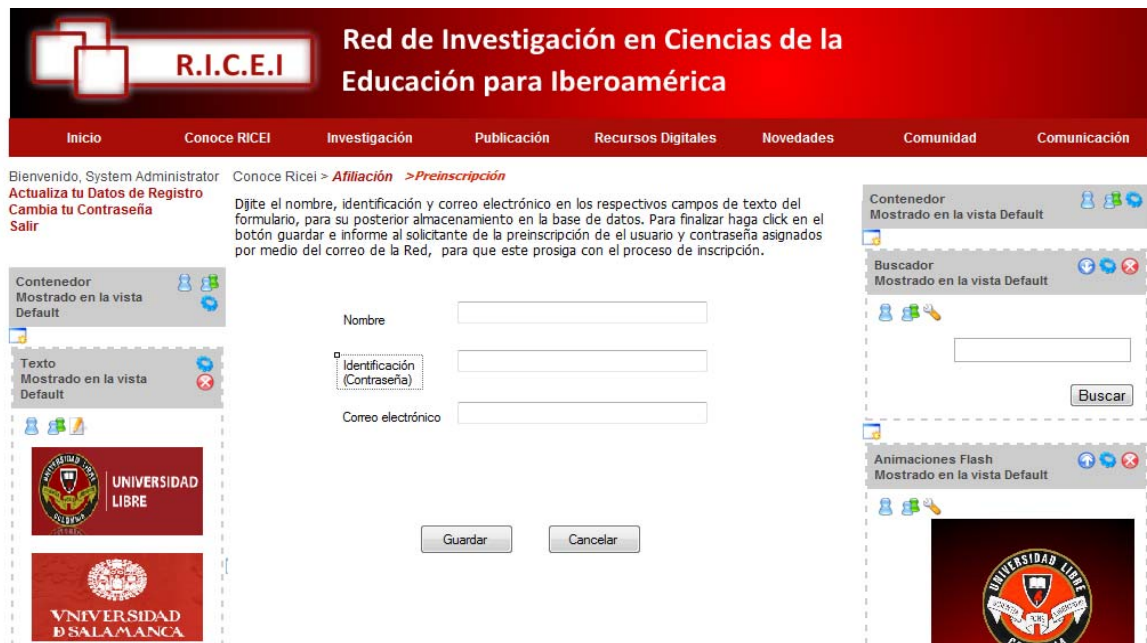 R.I.C.E.I
Red de Investigación en Ciencias de la
Educación para Iberoamérica
Inicio
Conoce RICEI
Investigación
Publicación
Recursos Digitales
Novedades
Comunidad
Comunicación
Bienvenido, System Administrator
Actualiza tu Datos de Registro
Cambia tu Contraseña
Salir
Contenedor
Mostrado en la vista
Default
Texto
Mostrado en la vista
Default
UNIVERSIDAD
LIBRE
VNIVERSIDAD
D SALAMANCA
Conoce Ricei > Afiliación >Preinscripción
Dijite el nombre, identificación y correo electrónico en los respectivos campos de texto del
formulario, para su posterior almacenamiento en la base de datos. Para finalizar haga click en el
botón guardar e informe al solicitante de la preinscripción de el usuario y contraseña asignados
por medio del correo de la Red, para que este prosiga con el proceso de inscripción.
Nombre
Identificación
(Contraseña)
Correo electrónico
Guardar
Cancelar
Contenedor
Mostrado en la vista Default
Buscador
Mostrado en la vista Default
Buscar
Animaciones Flash
Mostrado en la vista Default
UNIVERSIDAD LIBRE